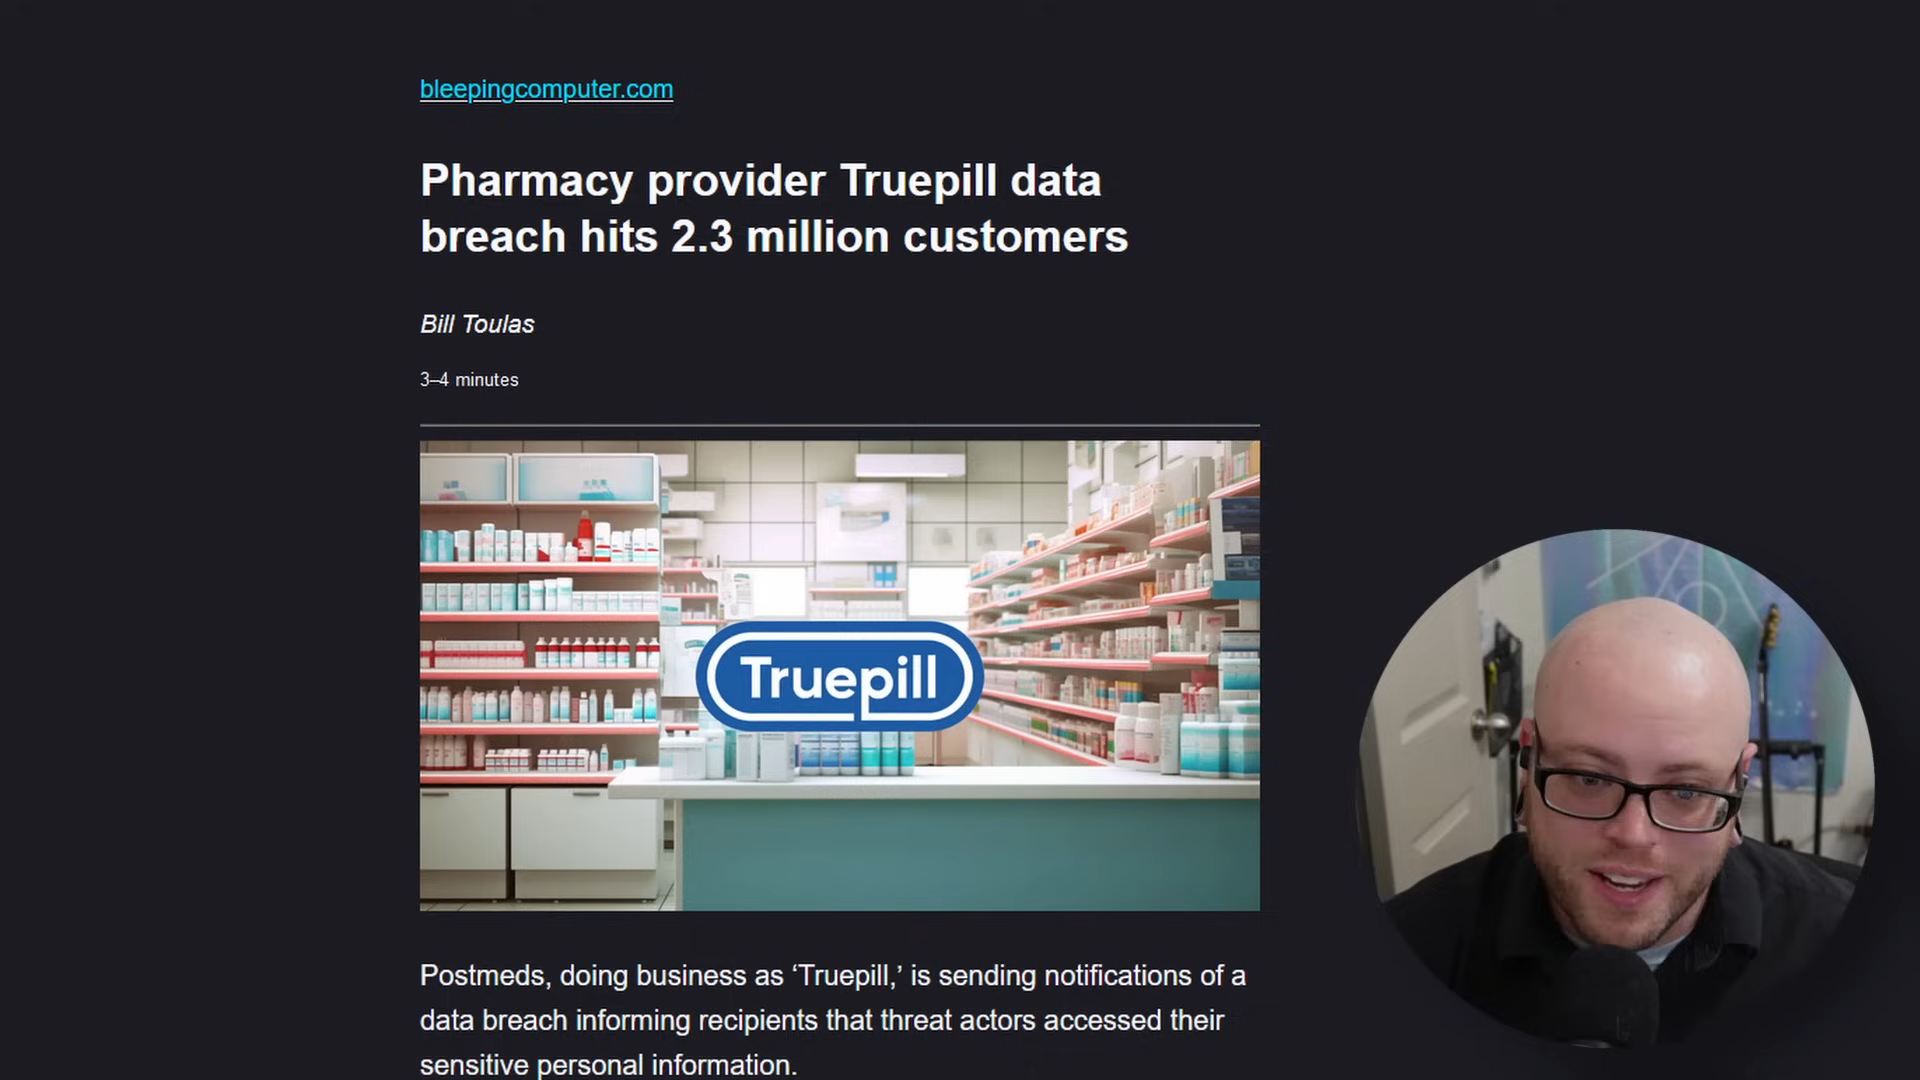 bleepingcomputer.com
Pharmacy provider Truepill data
breach hits 2.3 million customers
Bill Toulas
3–4 minutes
Truepill
Postmeds, doing business as ‘Truepill,’ is sending notifications of a
data breach informing recipients that threat actors accessed their
sensitive personal information.